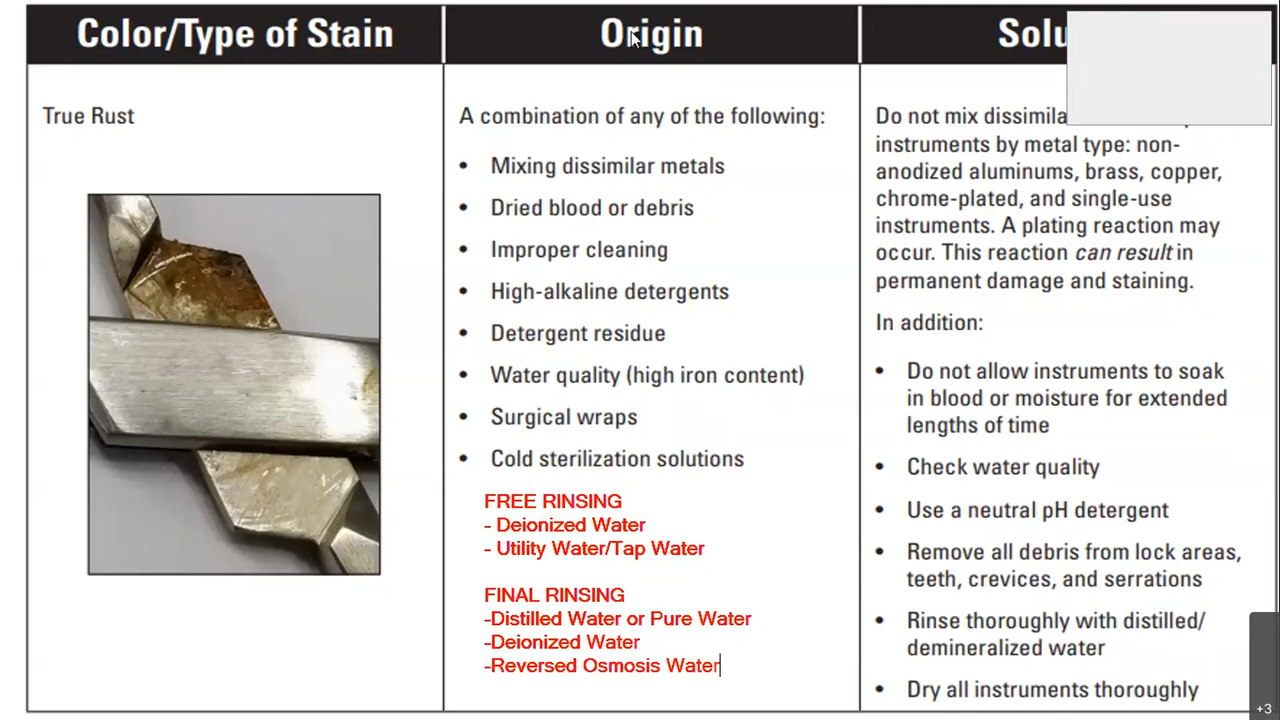 Color/Type of Stain
Origin
True Rust
A combination of any of the following:
• Mixing dissimilar metals
• Dried blood or debris
• Improper cleaning
• High-alkaline detergents
• Detergent residue
• Water quality (high iron content)
• Surgical wraps
• Cold sterilization solutions
FREE RINSING
- Deionized Water
- Utility Water/Tap Water
FINAL RINSING
-Distilled Water or Pure Water
-Deionized Water
-Reversed Osmosis Water
Do not mix
instruments by metal type: non-
anodized aluminums, brass, copper,
chrome-plated, and single-use
instruments. A plating reaction may
occur. This reaction can result in
permanent damage and staining.
In addition:
• Do not allow instruments to soak
in blood or moisture for extended
lengths of time
• Check water quality
• Use a neutral pH detergent
• Remove all debris from lock areas,
teeth, crevices, and serrations
• Rinse thoroughly with distilled/
demineralized water
• Dry all instruments thoroughly
+3